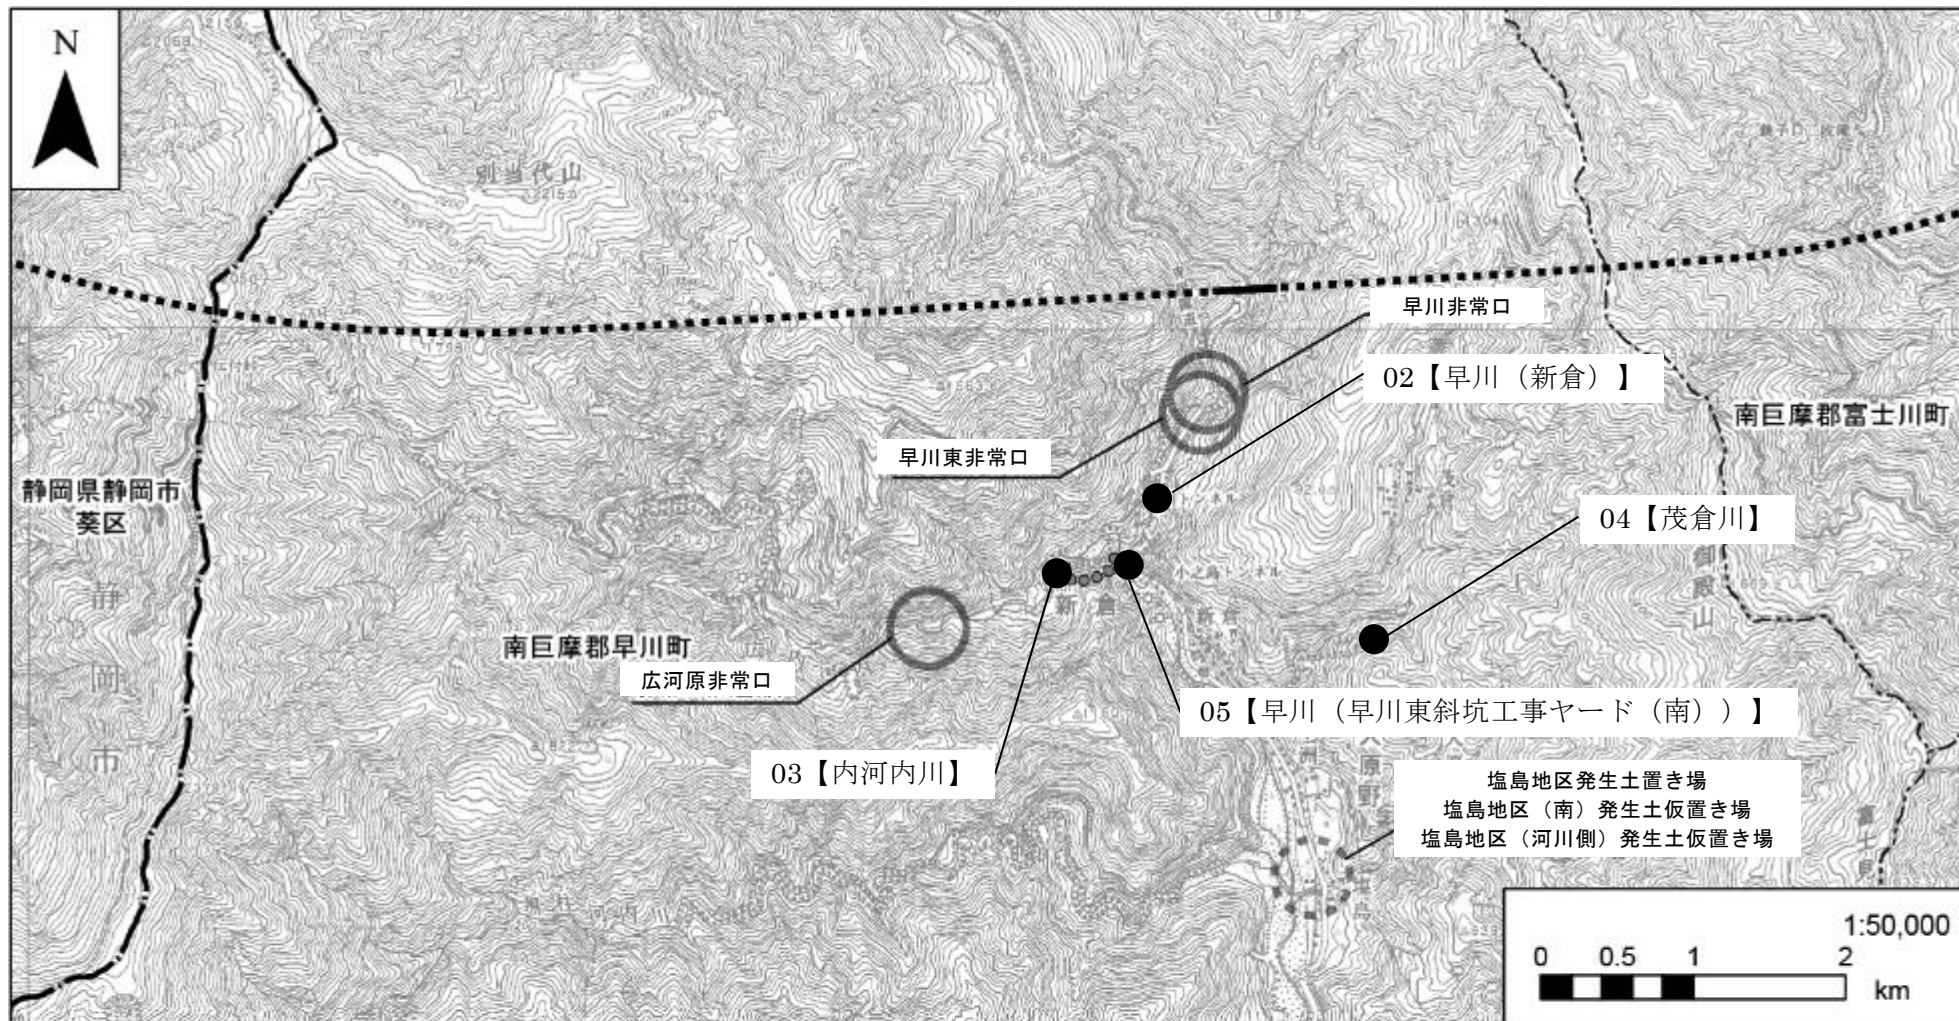 N
別当代山
早川非常口
02【早川（新倉）】
南巨摩郡富士川町
早川東非常口
静岡県静岡市
葵区
04【茂倉川】
小之島トンネル
新倉
御殿山
静岡市
南巨摩郡早川町
広河原非常口
05【早川（早川東斜坑工事ヤード（南））】
03【内河内川】
塩島地区発生土置き場
塩島地区（南）発生土仮置き場
塩島地区（河川側）発生土仮置き場
1:50,000
0 0.5 1 2
km